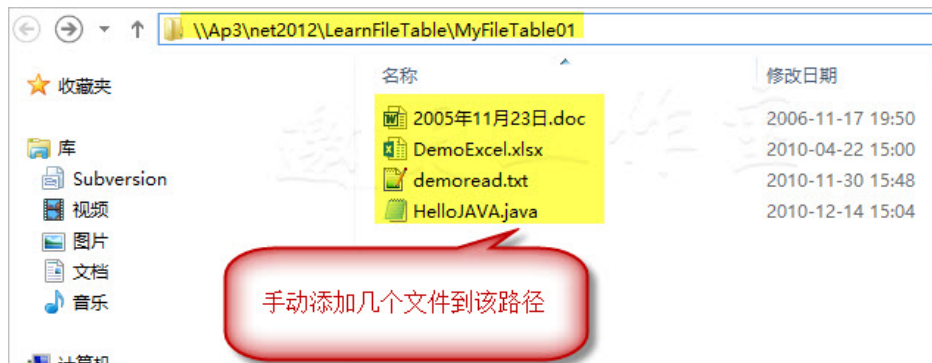 \\Ap3\net2012\LearnFileTable\MyFileTable01
名称
修改日期
收藏夹
2005年11月23日.doc
2006-11-17 19:50
库
DemoExcel.xlsx
2010-04-22 15:00
Subversion
demoread.txt
2010-11-30 15:48
视频
HelloJAVA.java
2010-12-14 15:04
图片
文档
音乐
手动添加几个文件到该路径
计算机